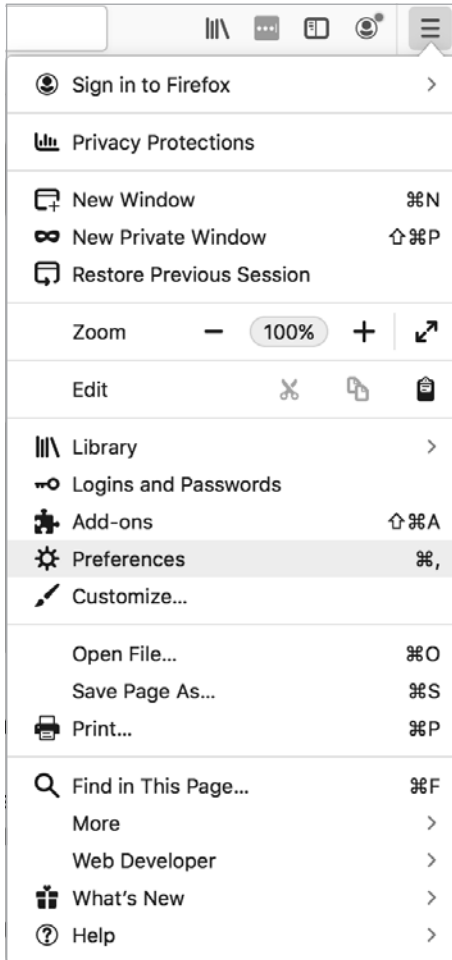 Sign in to Firefox
Privacy Protections
New Window ⌘N
New Private Window ⇧⌘P
Restore Previous Session
Zoom − 100% +
Edit
Library
Logins and Passwords
Add-ons ⇧⌘A
Preferences ⌘,
Customize...
Open File... ⌘O
Save Page As... ⌘S
Print... ⌘P
Find in This Page... ⌘F
More
Web Developer
What's New
Help